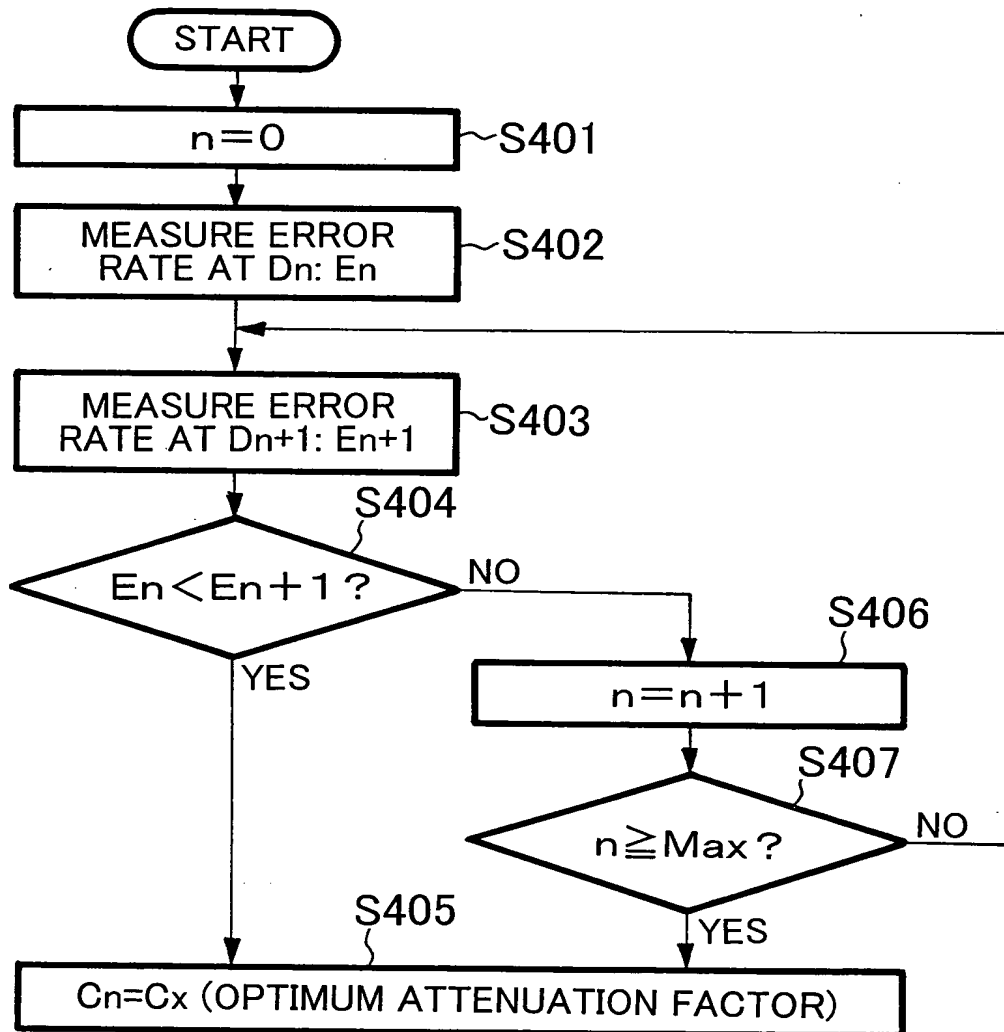 START
n=0
S401
MEASURE ERROR
RATE AT Dn: En
S402
MEASURE ERROR
RATE AT Dn+1: En+1
S403
S404
En<En+1?
NO
YES
S406
n=n+1
S407
n≧Max?
NO
YES
S405
Cn=Cx (OPTIMUM ATTENUATION FACTOR)